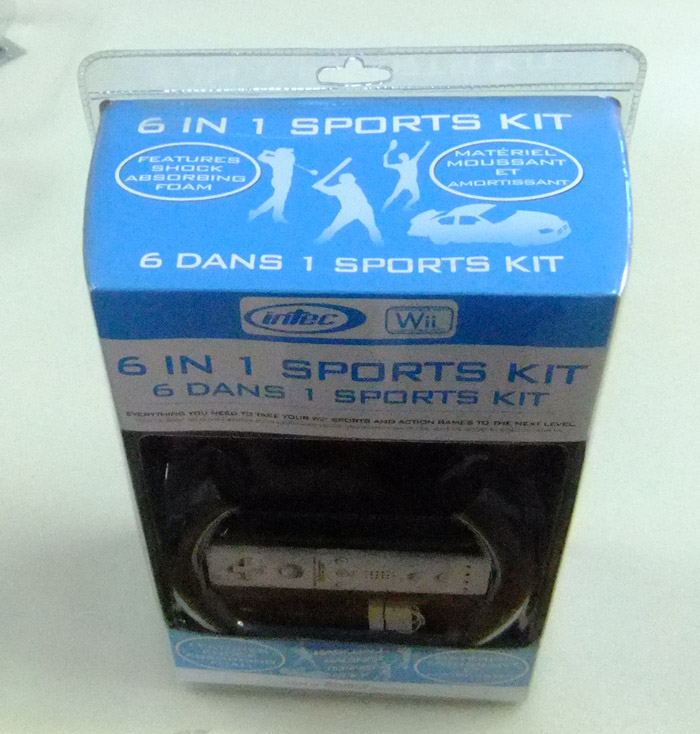 6 IN 1 SPORTS KIT
FEATURES
SHOCK
ABSORBING
FOAM
MATÉRIEL
MOUSSANT
ET
AMORTISSANT
6 DANS 1 SPORTS KIT
intec
Wii
6 IN 1 SPORTS KIT
6 DANS 1 SPORTS KIT
EVERYTHING YOU NEED TO TAKE YOUR Wii SPORTS AND ACTION GAMES TO THE NEXT LEVEL